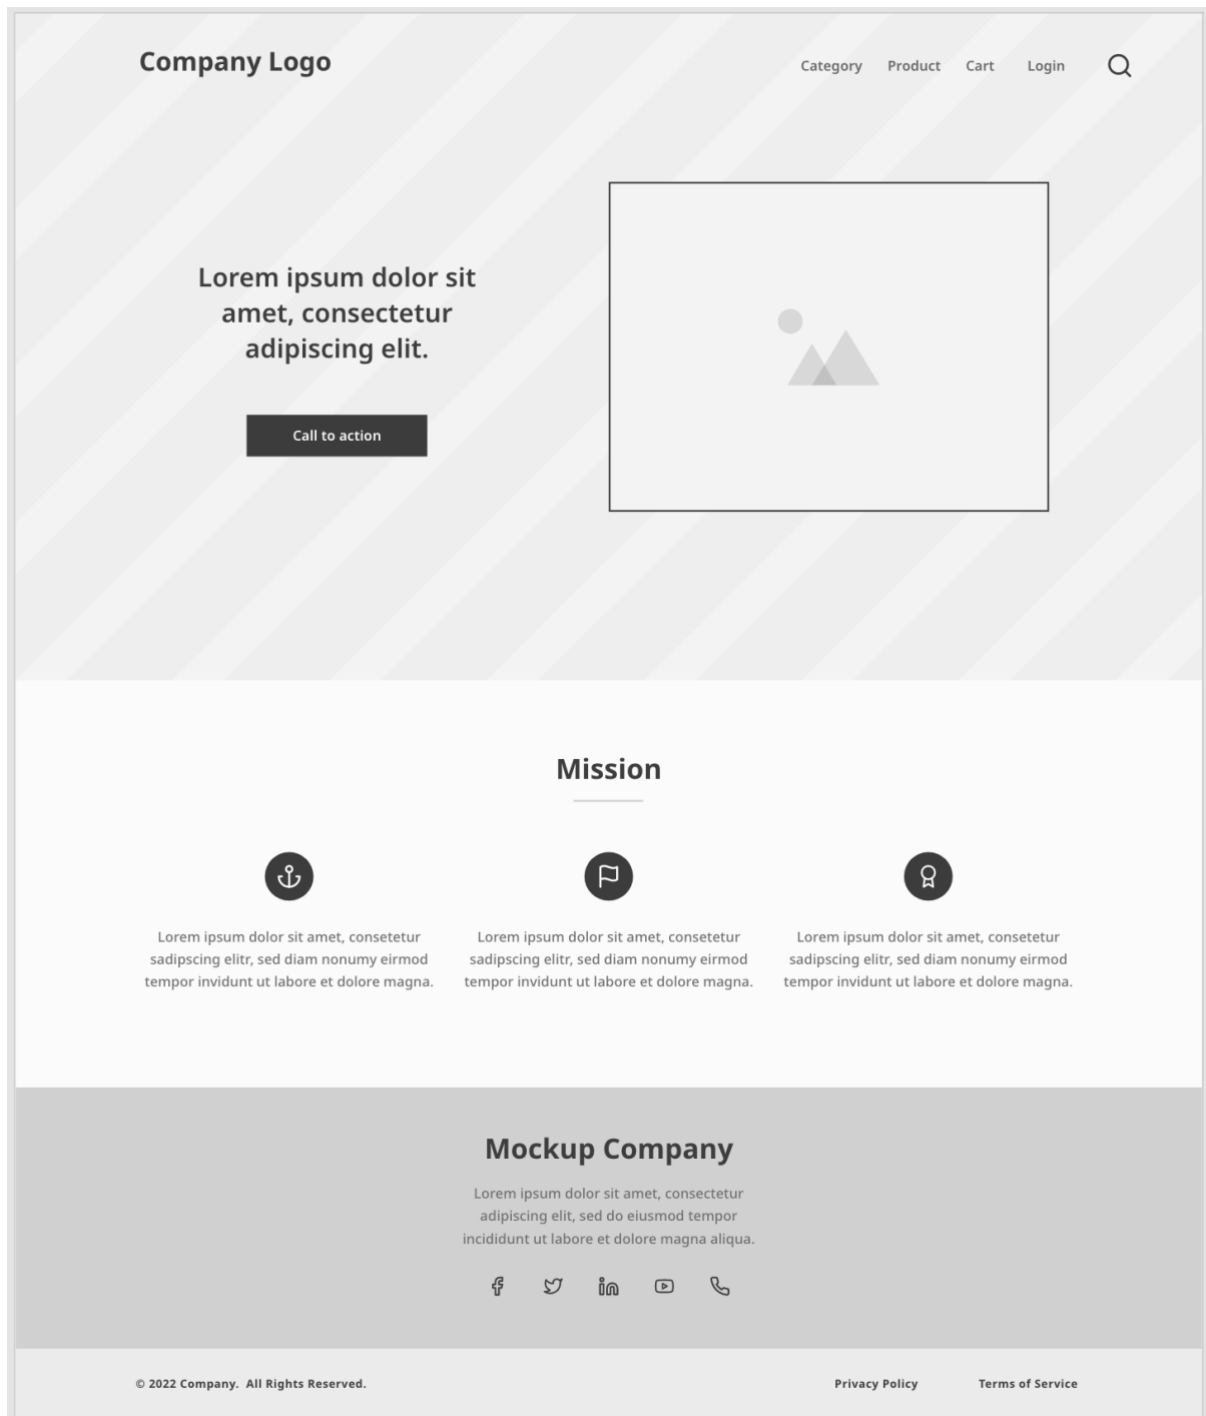 Company Logo
Category Product Cart Login
Lorem ipsum dolor sit
amet, consectetur
adipiscing elit.
Call to action
Mission
Lorem ipsum dolor sit amet, consetetur
sadipscing elitr, sed diam nonumy eirmod
tempor invidunt ut labore et dolore magna.
Lorem ipsum dolor sit amet, consetetur
sadipscing elitr, sed diam nonumy eirmod
tempor invidunt ut labore et dolore magna.
Lorem ipsum dolor sit amet, consetetur
sadipscing elitr, sed diam nonumy eirmod
tempor invidunt ut labore et dolore magna.
Mockup Company
Lorem ipsum dolor sit amet, consectetur
adipiscing elit, sed do eiusmod tempor
incididunt ut labore et dolore magna aliqua.
© 2022 Company. All Rights Reserved.
Privacy Policy Terms of Service